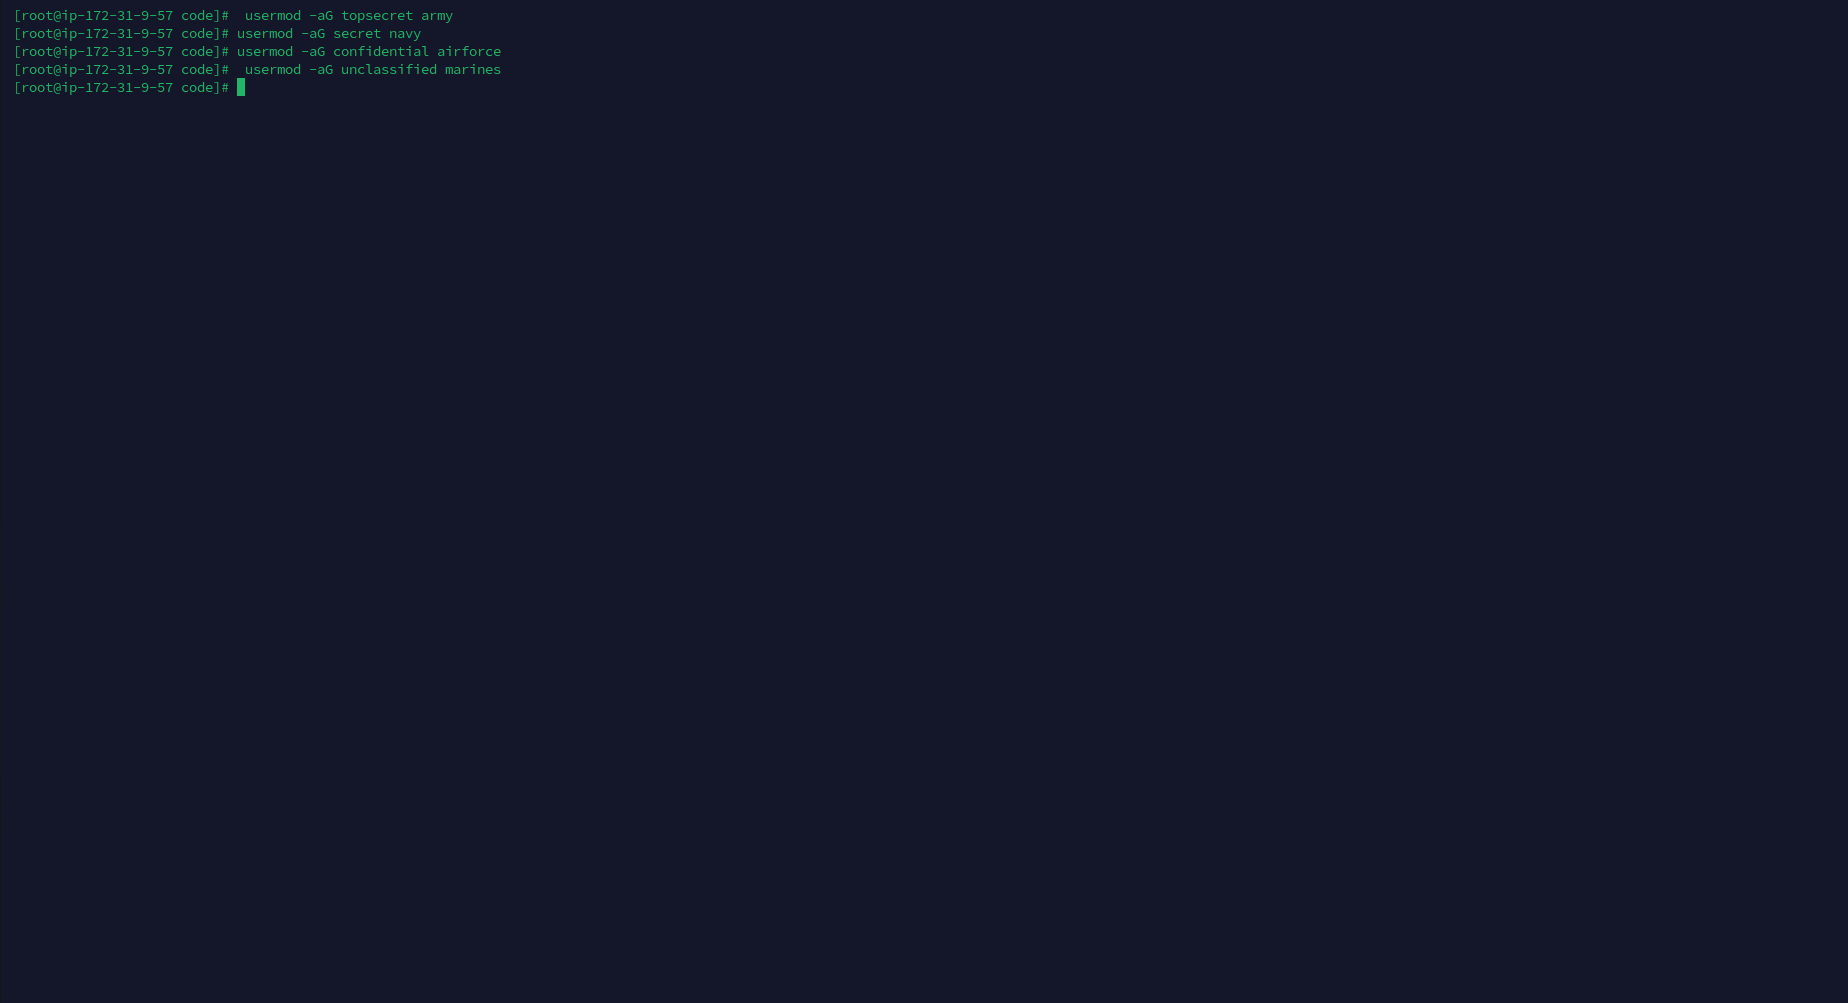 [root@ip-172-31-9-57 code]#  usermod -aG topsecret army
[root@ip-172-31-9-57 code]# usermod -aG secret navy
[root@ip-172-31-9-57 code]# usermod -aG confidential airforce
[root@ip-172-31-9-57 code]#  usermod -aG unclassified marines
[root@ip-172-31-9-57 code]#